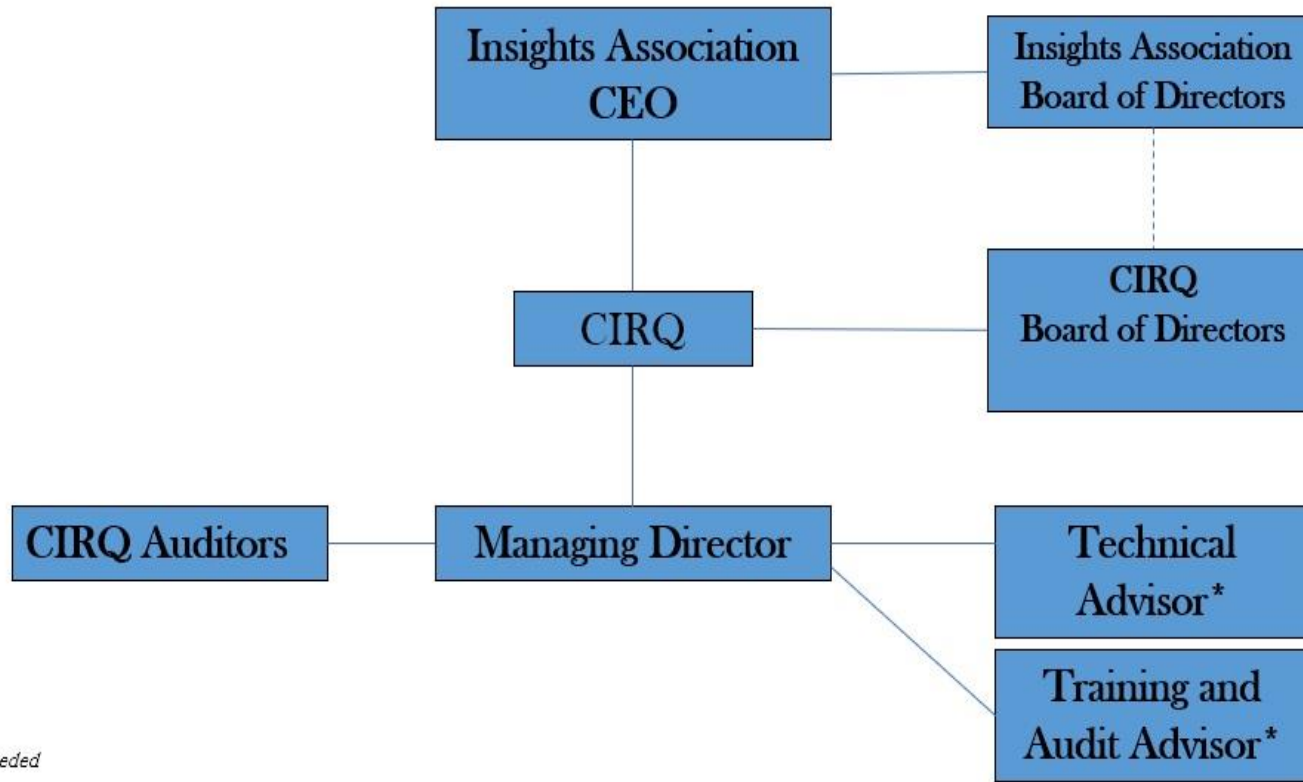 Insights Association
CEO
Insights Association
Board of Directors
CIRQ
CIRQ
Board of Directors
CIRQ Auditors
Managing Director
Technical
Advisor*
Training and
Audit Advisor*